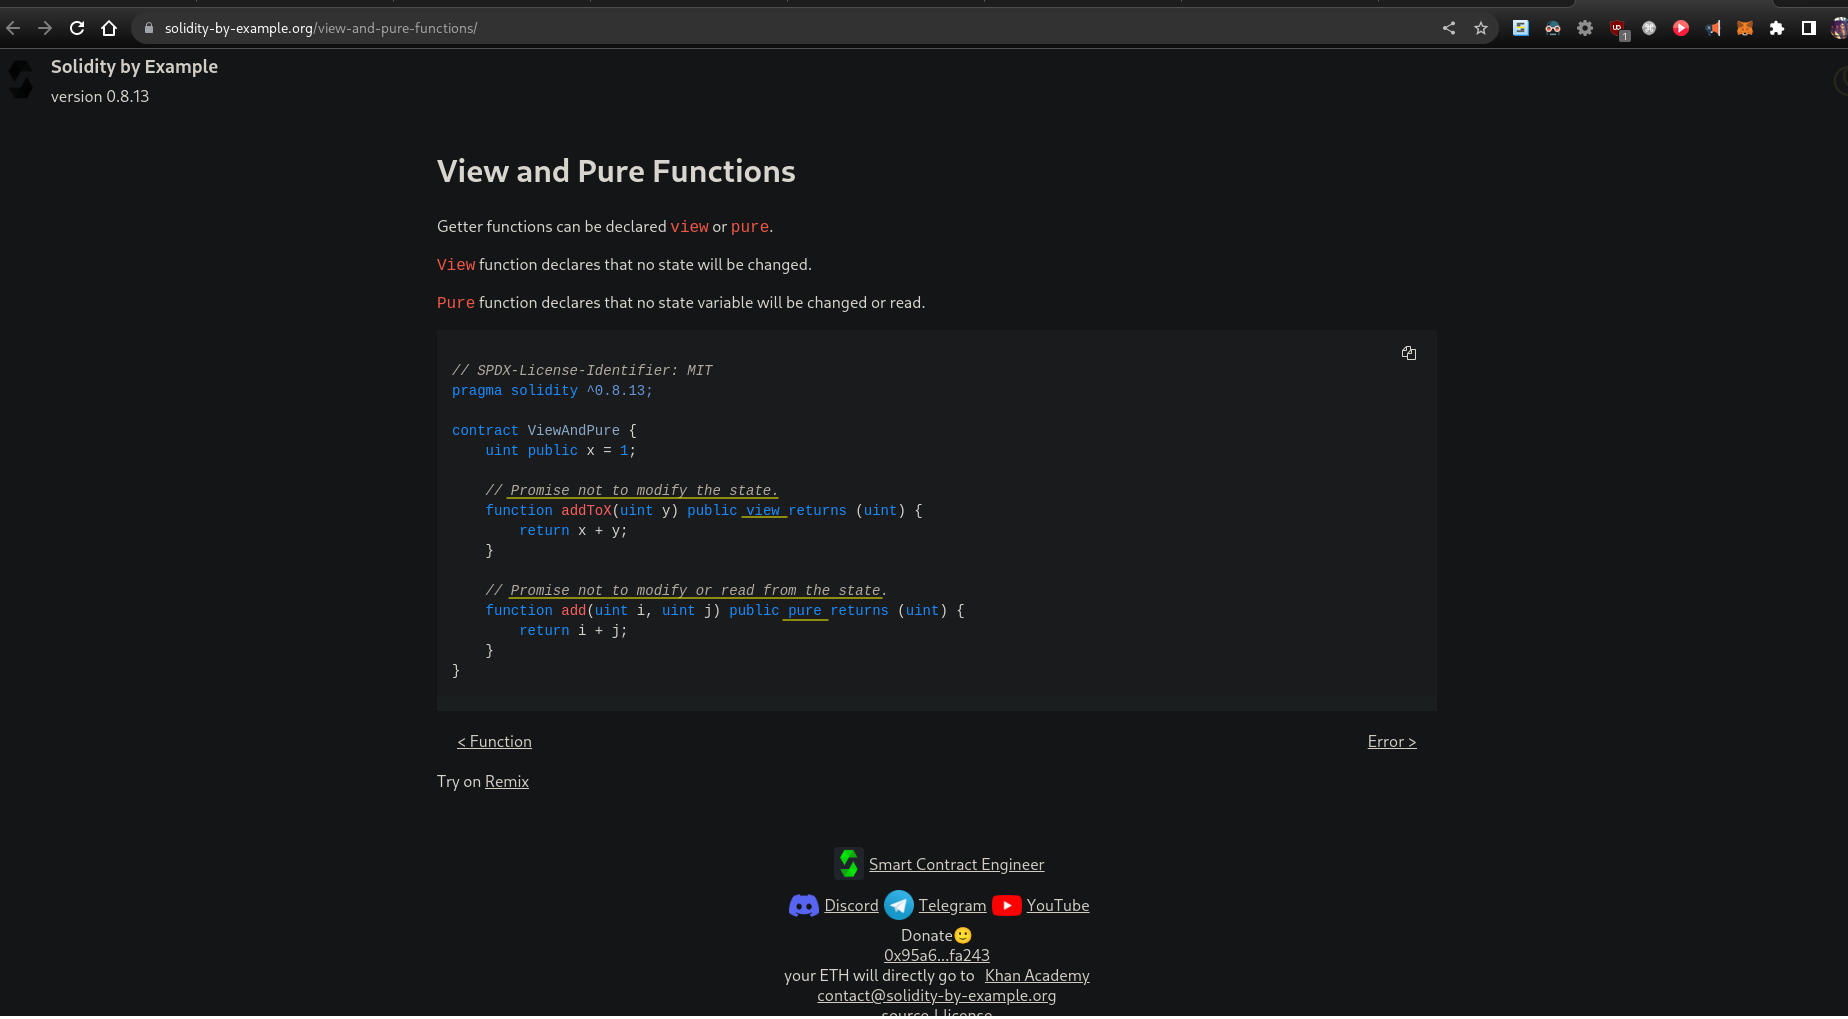 solidity-by-example.org/view-and-pure-functions/
UD
1
Solidity by Example
version 0.8.13
View and Pure Functions
Getter functions can be declared view or pure.
View function declares that no state will be changed.
Pure function declares that no state variable will be changed or read.
// SPDX-License-Identifier: MIT
pragma solidity ^0.8.13;
contract ViewAndPure {
    uint public x = 1;
    // Promise not to modify the state.
    function addToX(uint y) public view returns (uint) {
        return x + y;
    }
    // Promise not to modify or read from the state.
    function add(uint i, uint j) public pure returns (uint) {
        return i + j;
    }
}
< Function Error >
Try on Remix
Smart Contract Engineer
Discord Telegram YouTube
Donate🙂
0x95a6...fa243
your ETH will directly go to Khan Academy
contact@solidity-by-example.org
source | license